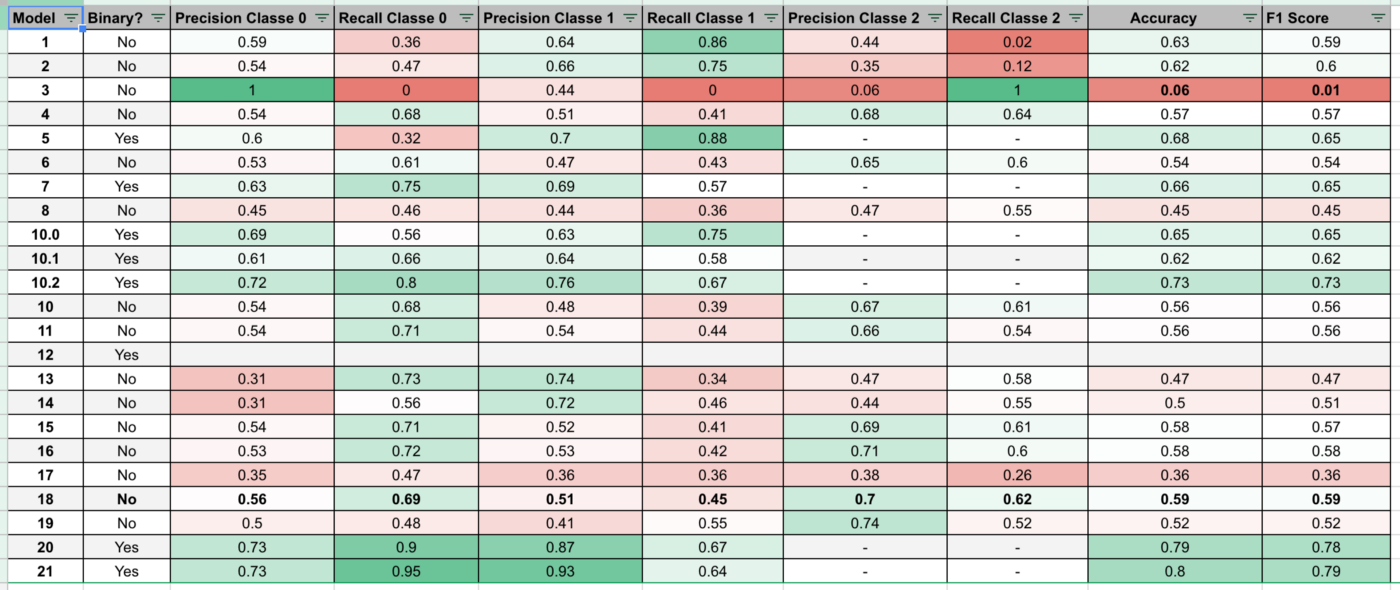 Model Binary? Precision Classe 0 Recall Classe 0 Precision Classe 1 Recall Classe 1 Precision Classe 2 Recall Classe 2 Accuracy F1 Score
1 No 0.59 0.36 0.64 0.86 0.44 0.02 0.63 0.59
2 No 0.54 0.47 0.66 0.75 0.35 0.12 0.62 0.6
3 No 1 0 0.44 0 0.06 1 0.06 0.01
4 No 0.54 0.68 0.51 0.41 0.68 0.64 0.57 0.57
5 Yes 0.6 0.32 0.7 0.88 - - 0.68 0.65
6 No 0.53 0.61 0.47 0.43 0.65 0.6 0.54 0.54
7 Yes 0.63 0.75 0.69 0.57 - - 0.66 0.65
8 No 0.45 0.46 0.44 0.36 0.47 0.55 0.45 0.45
10.0 Yes 0.69 0.56 0.63 0.75 - - 0.65 0.65
10.1 Yes 0.61 0.66 0.64 0.58 - - 0.62 0.62
10.2 Yes 0.72 0.8 0.76 0.67 - - 0.73 0.73
10 No 0.54 0.68 0.48 0.39 0.67 0.61 0.56 0.56
11 No 0.54 0.71 0.54 0.44 0.66 0.54 0.56 0.56
12 Yes
13 No 0.31 0.73 0.74 0.34 0.47 0.58 0.47 0.47
14 No 0.31 0.56 0.72 0.46 0.44 0.55 0.5 0.51
15 No 0.54 0.71 0.52 0.41 0.69 0.61 0.58 0.57
16 No 0.53 0.72 0.53 0.42 0.71 0.6 0.58 0.58
17 No 0.35 0.47 0.36 0.36 0.38 0.26 0.36 0.36
18 No 0.56 0.69 0.51 0.45 0.7 0.62 0.59 0.59
19 No 0.5 0.48 0.41 0.55 0.74 0.52 0.52 0.52
20 Yes 0.73 0.9 0.87 0.67 - - 0.79 0.78
21 Yes 0.73 0.95 0.93 0.64 - - 0.8 0.79